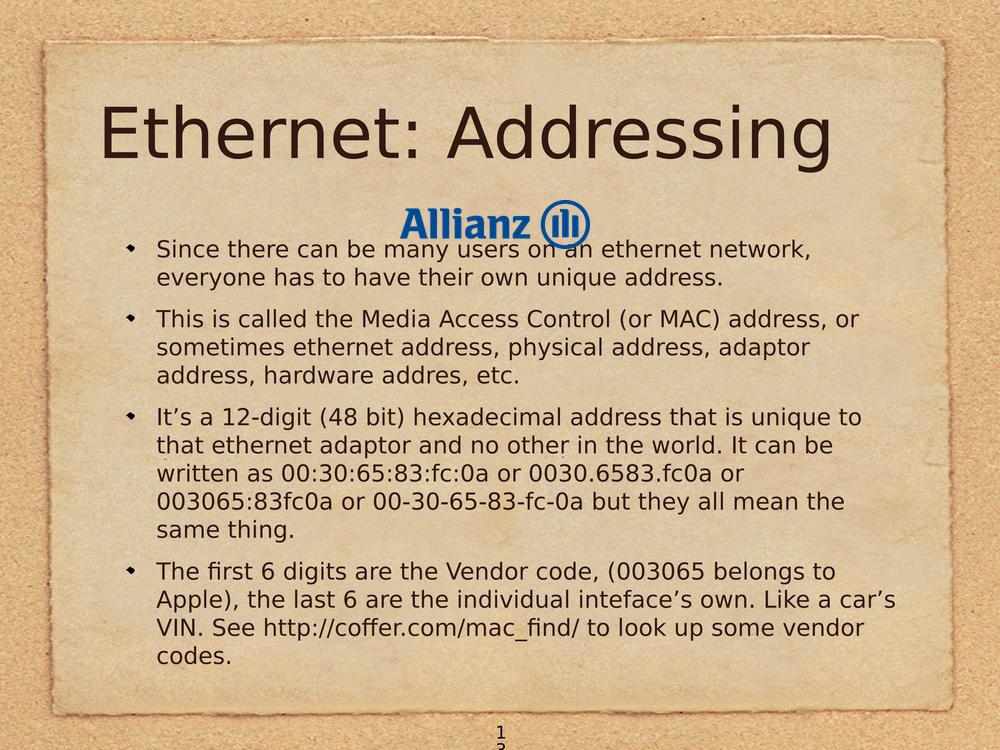 Ethernet: Addressing
Allianz
Since there can be many users on an ethernet network,
everyone has to have their own unique address.
This is called the Media Access Control (or MAC) address, or
sometimes ethernet address, physical address, adaptor
address, hardware addres, etc.
It’s a 12-digit (48 bit) hexadecimal address that is unique to
that ethernet adaptor and no other in the world. It can be
written as 00:30:65:83:fc:0a or 0030.6583.fc0a or
003065:83fc0a or 00-30-65-83-fc-0a but they all mean the
same thing.
The first 6 digits are the Vendor code, (003065 belongs to
Apple), the last 6 are the individual inteface’s own. Like a car’s
VIN. See http://coffer.com/mac_find/ to look up some vendor
codes.
1